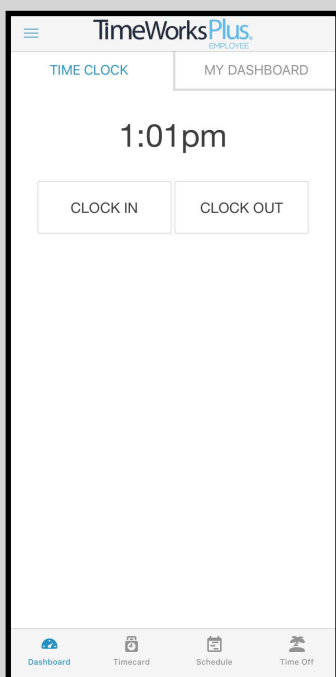 TimeWorksPlus.
EMPLOYEE
TIME CLOCK MY DASHBOARD
1:01pm
CLOCK IN CLOCK OUT
Dashboard Timecard Schedule Time Off